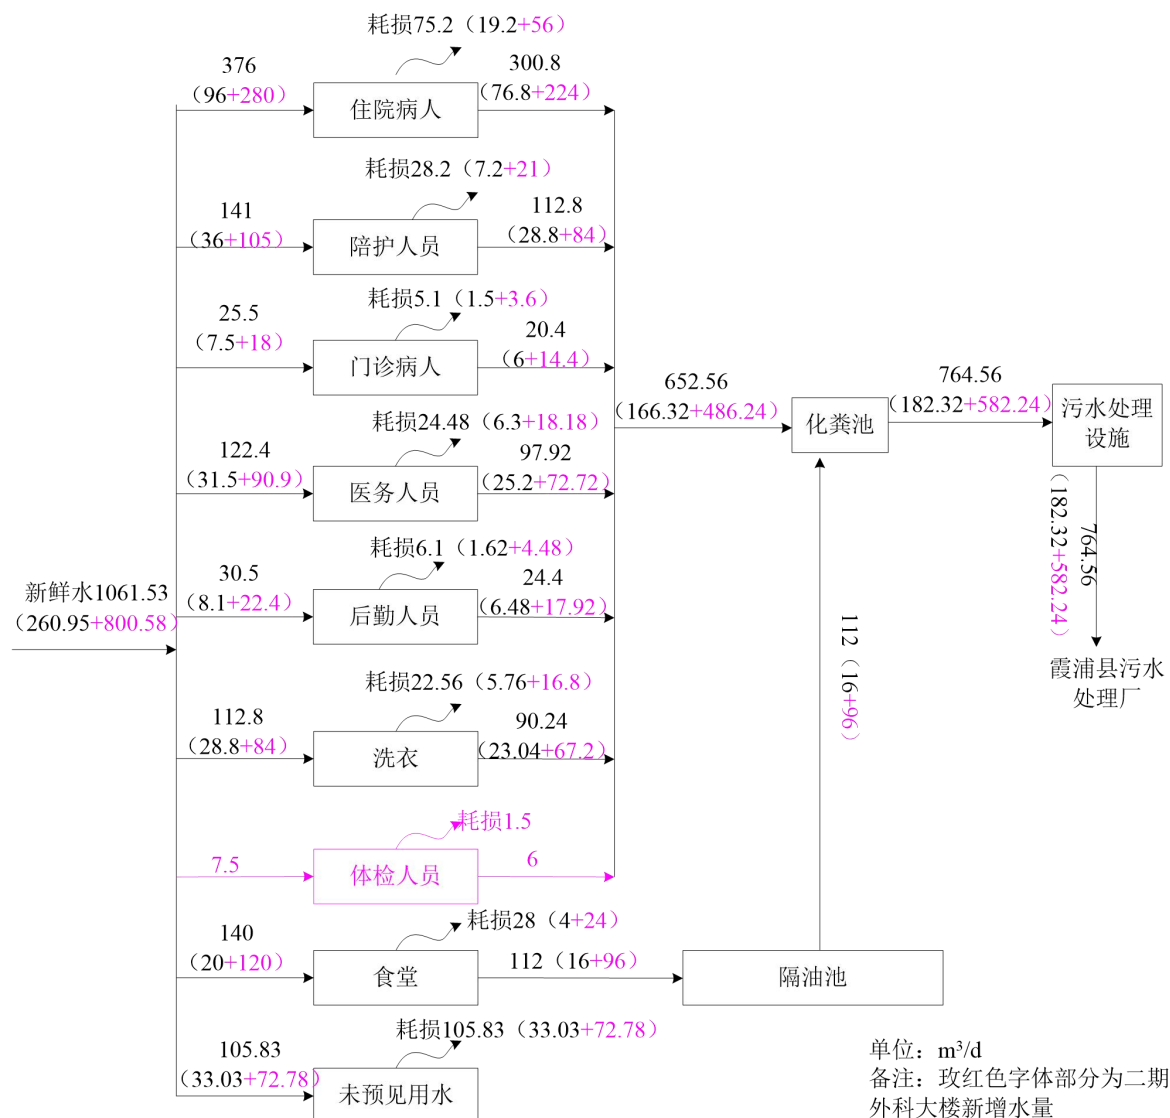 耗损75.2（19.2+56）
376
（96+280）
住院病人
300.8
（76.8+224）
耗损28.2（7.2+21）
141
（36+105）
陪护人员
112.8
（28.8+84）
耗损5.1（1.5+3.6）
25.5
（7.5+18）
门诊病人
20.4
（6+14.4）
耗损24.48（6.3+18.18）
122.4
（31.5+90.9）
医务人员
97.92
（25.2+72.72）
耗损6.1（1.62+4.48）
30.5
（8.1+22.4）
后勤人员
24.4
（6.48+17.92）
新鲜水1061.53
（260.95+800.58）
耗损22.56（5.76+16.8）
112.8
（28.8+84）
洗衣
90.24
（23.04+67.2）
耗损1.5
7.5
体检人员
6
耗损28（4+24）
140
（20+120）
食堂
112（16+96）
隔油池
耗损105.83（33.03+72.78）
105.83
（33.03+72.78）
未预见用水
652.56
（166.32+486.24）
化粪池
112（16+96）
764.56
（182.32+582.24）
污水处理
设施
764.56
（182.32+582.24）
霞浦县污水
处理厂
单位：m³/d
备注：玫红色字体部分为二期
外科大楼新增水量